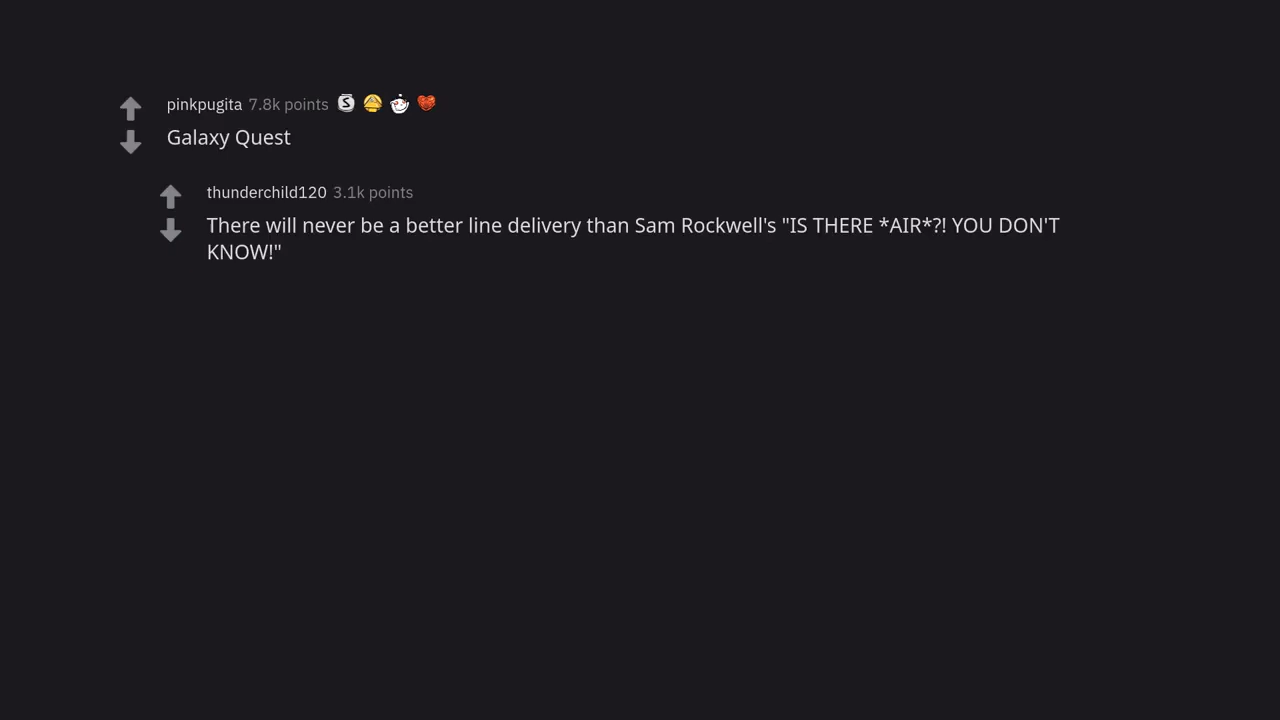 pinkpugita 7.8k points
Galaxy Quest
thunderchild120 3.1k points
There will never be a better line delivery than Sam Rockwell's "IS THERE *AIR*?! YOU DON'T
KNOW!"